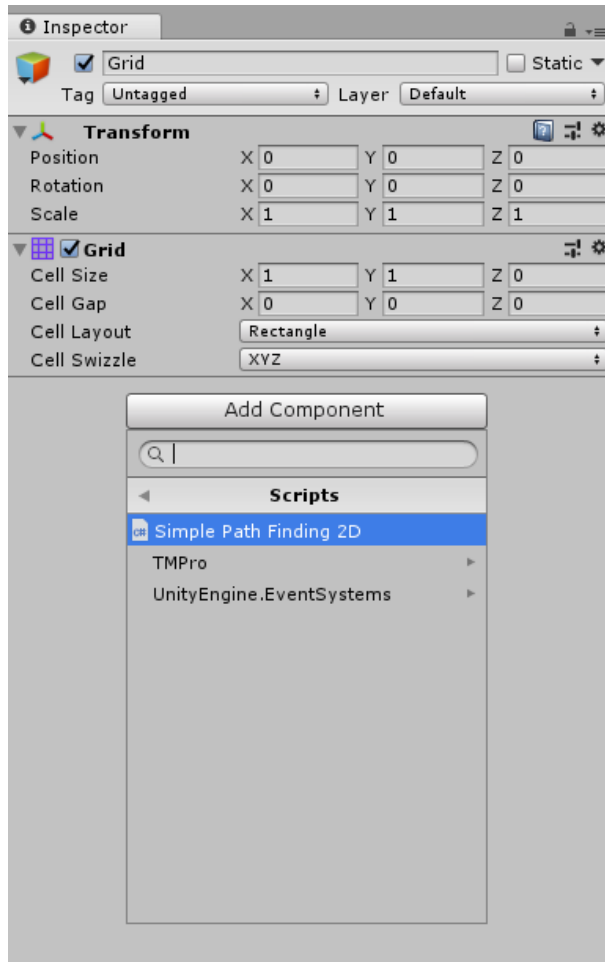 Inspector
Grid Static
Tag Untagged Layer Default
Transform
Position X 0 Y 0 Z 0
Rotation X 0 Y 0 Z 0
Scale X 1 Y 1 Z 1
Grid
Cell Size X 1 Y 1 Z 0
Cell Gap X 0 Y 0 Z 0
Cell Layout Rectangle
Cell Swizzle XYZ
Add Component
Scripts
C# Simple Path Finding 2D
TMPro
UnityEngine.EventSystems